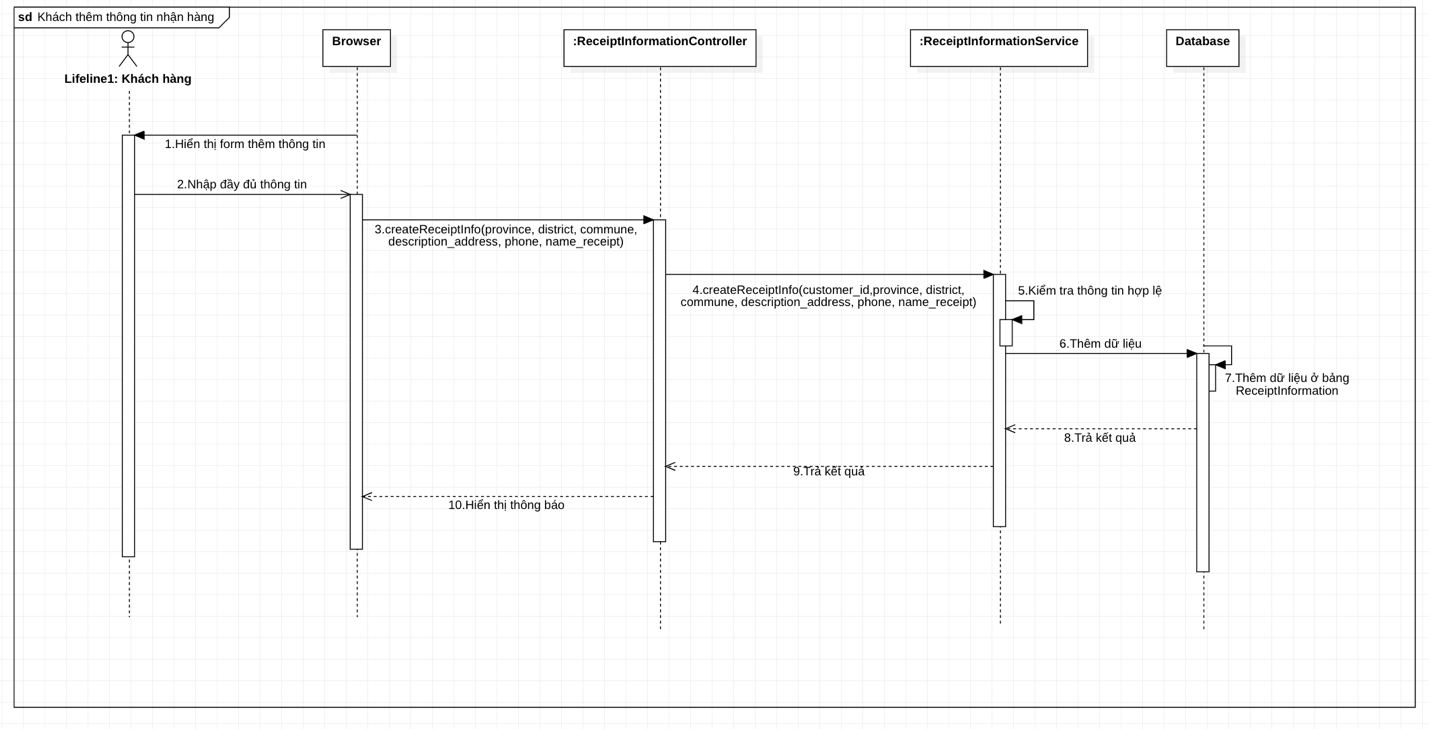 sd Khách thêm thông tin nhận hàng
Lifeline1: Khách hàng
Browser
:ReceiptInformationController
:ReceiptInformationService
Database
1.Hiển thị form thêm thông tin
2.Nhập đầy đủ thông tin
3.createReceiptInfo(province, district, commune,
description_address, phone, name_receipt)
4.createReceiptInfo(customer_id,province, district,
commune, description_address, phone, name_receipt)
5.Kiểm tra thông tin hợp lệ
6.Thêm dữ liệu
7.Thêm dữ liệu ở bảng
ReceiptInformation
8.Trả kết quả
9.Trả kết quả
10.Hiển thị thông báo